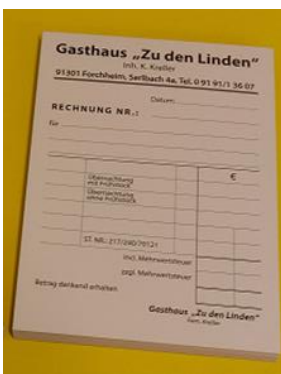 Gasthaus „Zu den Linden“
Inh. K. Kreller
91301 Forchheim, Serlbach 4a, Tel. 0 91 91/1 36 07
Datum:
RECHNUNG NR.:
für
€
Übernachtung
mit Frühstück
Übernachtung
ohne Frühstück
ST. NR.: 217/240/70121
incl. Mehrwertsteuer
zzgl. Mehrwertsteuer
Betrag dankend erhalten
Gasthaus „Zu den Linden“
Fam. Kreller